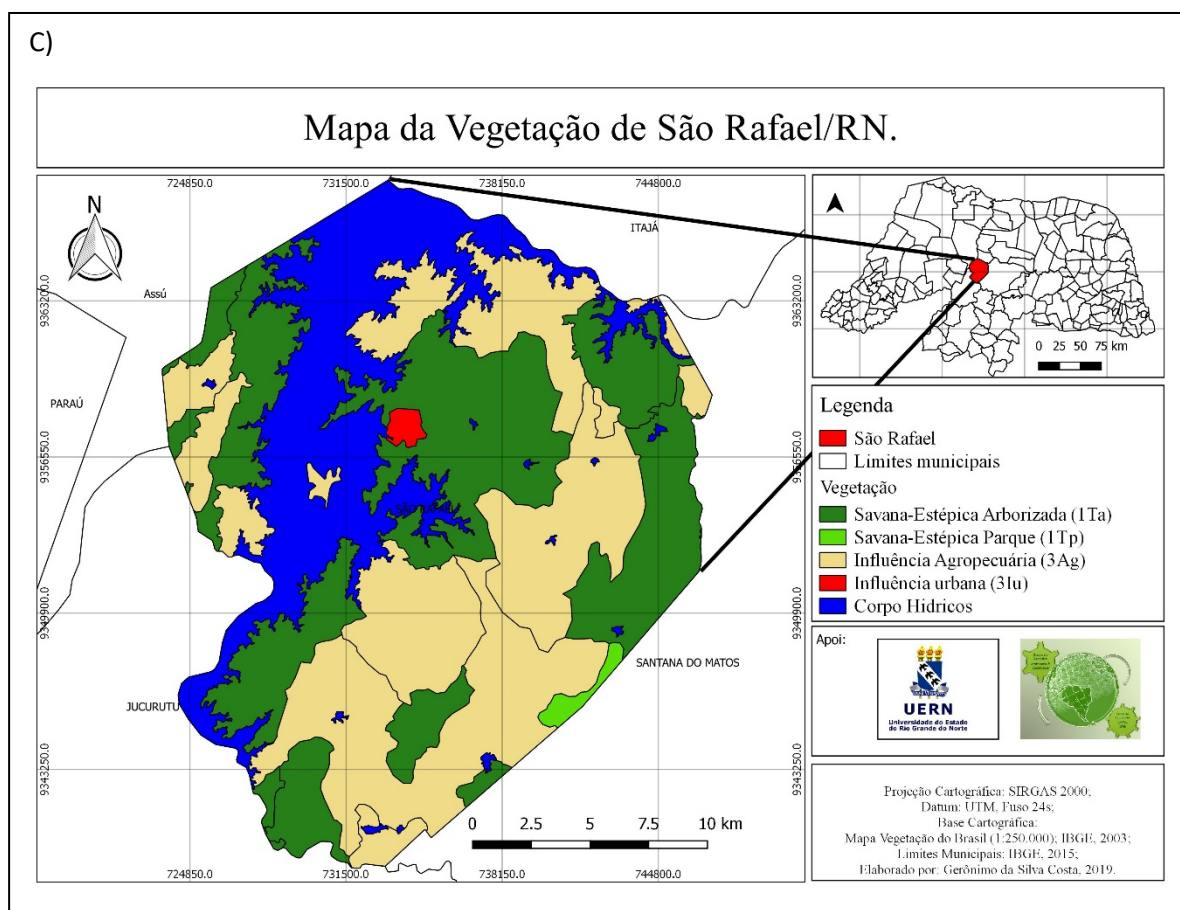 C)
Mapa da Vegetação de São Rafael/RN.
724850.0 731500.0 738150.0 744800.0
N
ITAJÁ
Assú
9363200.0 9363200.0
PARAÚ
9356550.0 9356550.0
SÃO RAFAEL
9349900.0 9349900.0
SANTANA DO MATOS
JUCURUTU
9343250.0 9343250.0
0 2.5 5 7.5 10 km
724850.0 731500.0 738150.0 744800.0
0 25 50 75 km
Legenda
São Rafael
Limites municipais
Vegetação
Savana-Estépica Arborizada (1Ta)
Savana-Estépica Parque (1Tp)
Influência Agropecuária (3Ag)
Influência urbana (3Iu)
Corpo Hidricos
Apoi:
UERN
Universidade do Estado
do Rio Grande do Norte
Projeção Cartográfica: SIRGAS 2000;
Datum: UTM, Fuso 24s;
Base Cartográfica:
Mapa Vegetação do Brasil (1:250.000); IBGE, 2003;
Limites Municipais: IBGE, 2015;
Elaborado por: Gerônimo da Silva Costa, 2019.